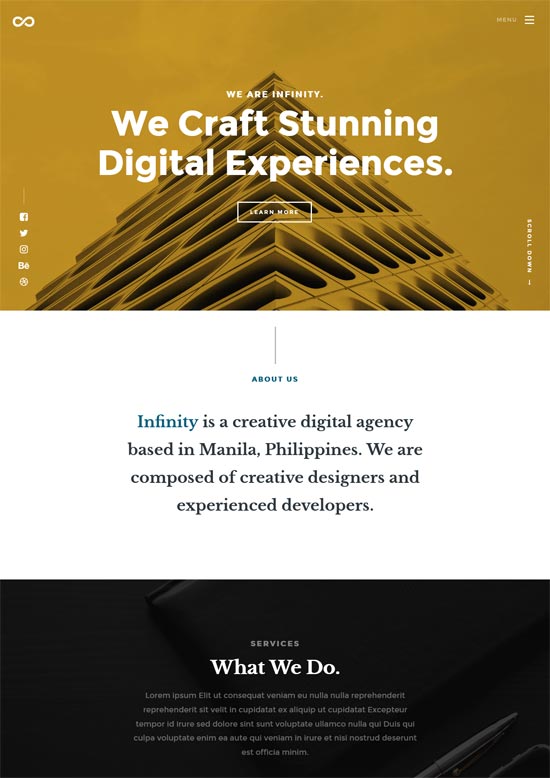 MENU
WE ARE INFINITY.
We Craft Stunning
Digital Experiences.
LEARN MORE
SCROLL DOWN
Bē
ABOUT US
Infinity is a creative digital agency
based in Manila, Philippines. We are
composed of creative designers and
experienced developers.
SERVICES
What We Do.
Lorem ipsum Elit ut consequat veniam eu nulla nulla reprehenderit
reprehenderit sit velit in cupidatat ex aliquip ut cupidatat Excepteur
tempor id irure sed dolore sint sunt voluptate ullamco nulla qui Duis qui
culpa voluptate enim ea aute qui veniam in irure et nisi nostrud deserunt
est officia minim.